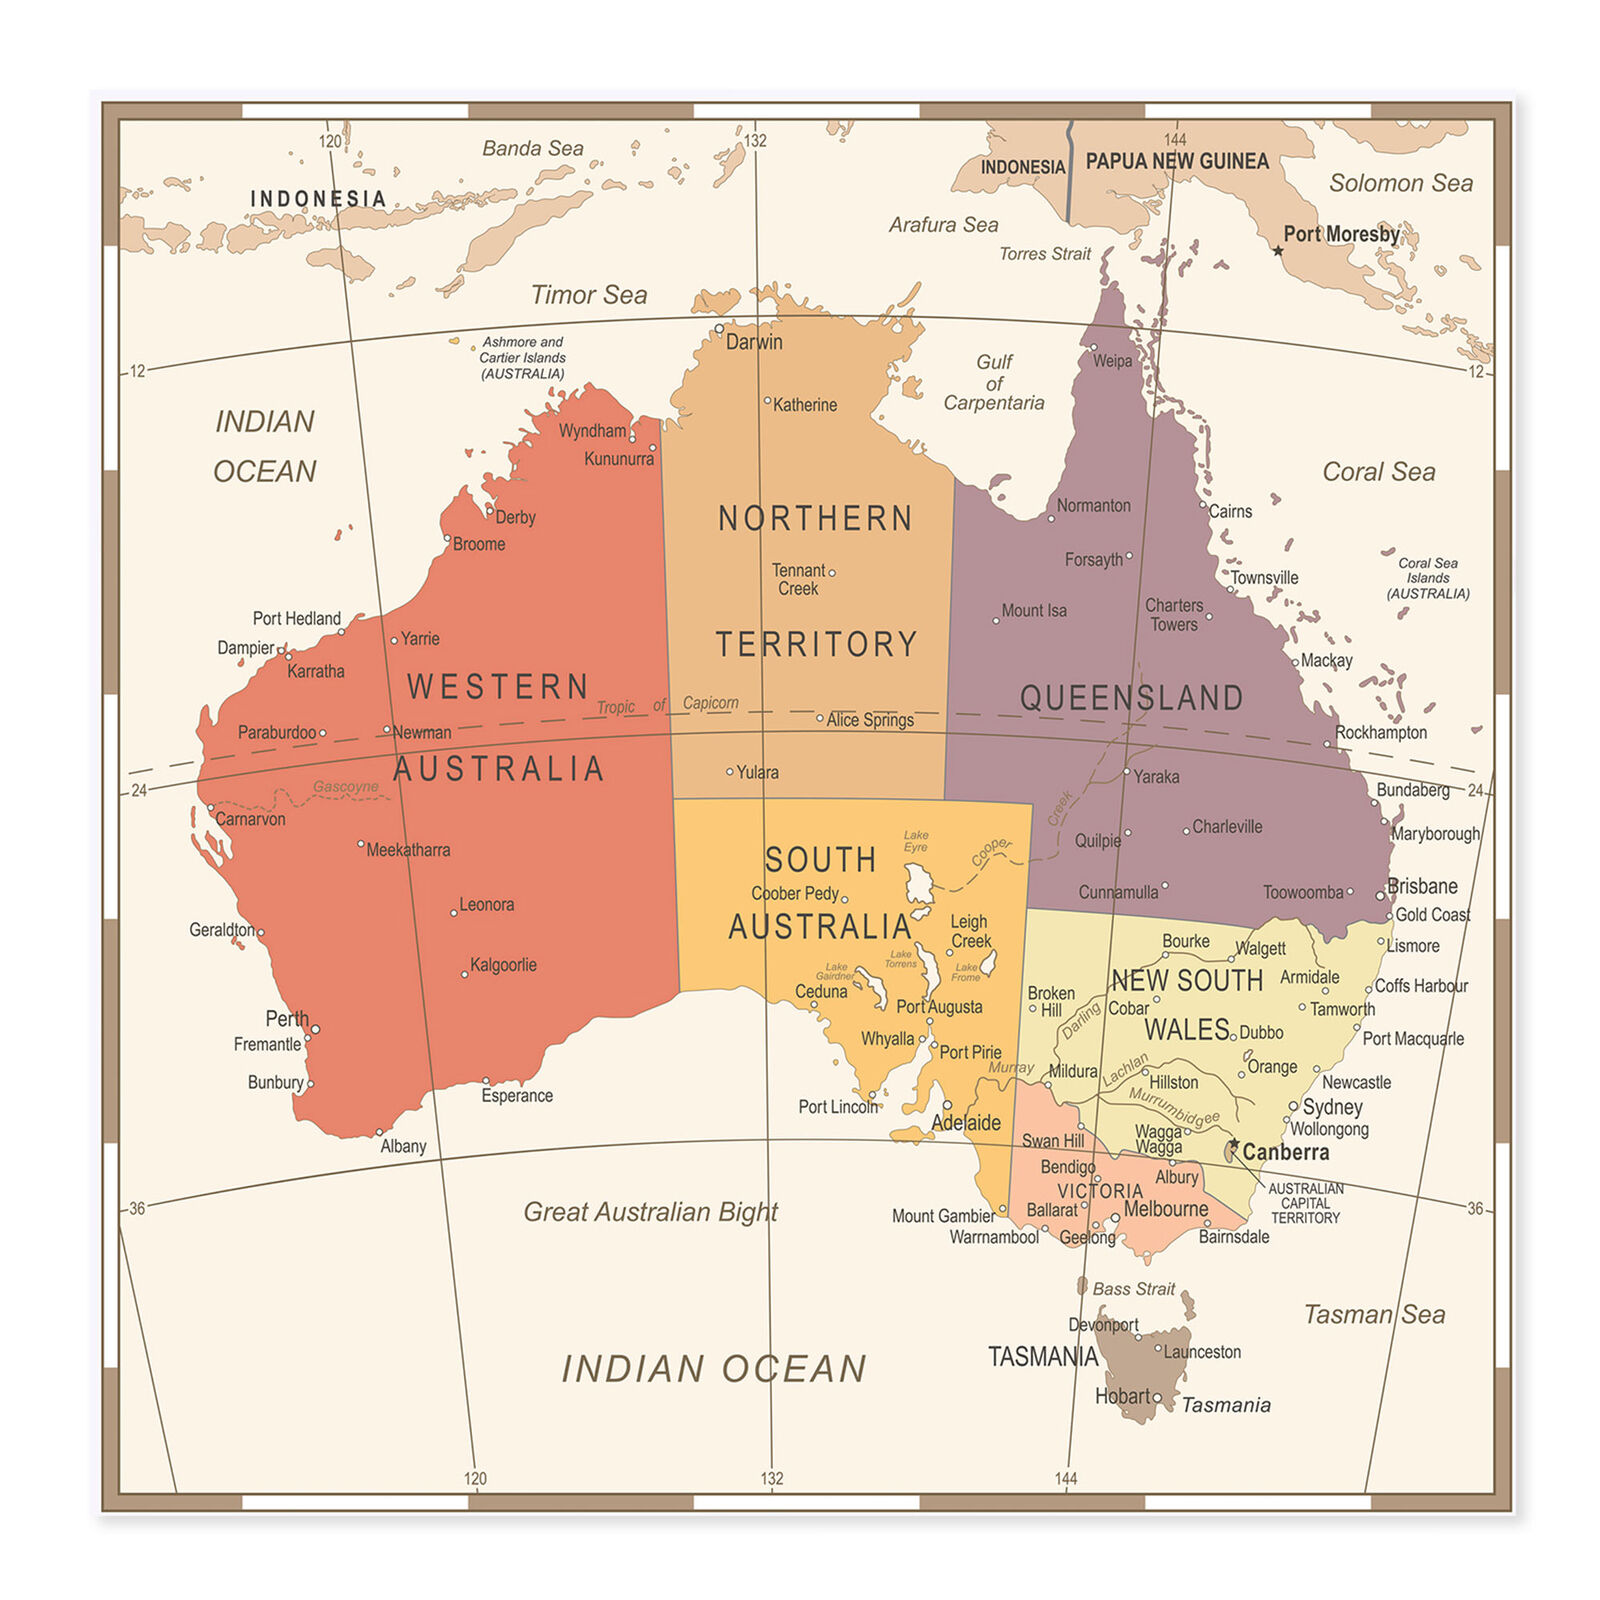 120
132
144
Banda Sea
INDONESIA
INDONESIA
PAPUA NEW GUINEA
Solomon Sea
Arafura Sea
Port Moresby
Torres Strait
Timor Sea
12
Ashmore and
Cartier Islands
(AUSTRALIA)
Darwin
Gulf
of
Carpentaria
Weipa
12
INDIAN
OCEAN
Katherine
Wyndham
Kununurra
Coral Sea
Derby
Broome
NORTHERN
TERRITORY
Normanton
Cairns
Forsayth
Tennant
Creek
Townsville
Coral Sea
Islands
(AUSTRALIA)
Port Hedland
Dampier
Karratha
Yarrie
Mount Isa
Charters
Towers
Mackay
WESTERN
AUSTRALIA
QUEENSLAND
Tropic of Capicorn
Paraburdoo
Newman
Alice Springs
Rockhampton
24
Gascoyne
Yulara
Yaraka
Bundaberg
24
Carnarvon
Creek
Maryborough
Meekatharra
Lake
Eyre
Cooper
Quilpie
Charleville
SOUTH
AUSTRALIA
Coober Pedy
Cunnamulla
Toowoomba
Brisbane
Gold Coast
Leonora
Geraldton
Leigh
Creek
Lismore
Bourke
Walgett
Kalgoorlie
Lake
Gairdner
Lake
Torrens
Lake
Frome
NEW SOUTH
WALES
Armidale
Coffs Harbour
Ceduna
Port Augusta
Broken
Hill
Darling
Cobar
Tamworth
Perth
Fremantle
Whyalla
Port Pirie
Dubbo
Port Macquarle
Murray
Mildura
Lachlan
Hillston
Orange
Newcastle
Bunbury
Esperance
Port Lincoln
Adelaide
Murrumbidgee
Sydney
Wollongong
Albany
Swan Hill
Wagga
Wagga
Canberra
Bendigo
Albury
VICTORIA
AUSTRALIAN
CAPITAL
TERRITORY
36
Great Australian Bight
Mount Gambier
Ballarat
Melbourne
36
Warrnambool
Geelong
Bairnsdale
Bass Strait
Tasman Sea
Devonport
TASMANIA
Launceston
INDIAN OCEAN
Hobart
Tasmania
120
132
144